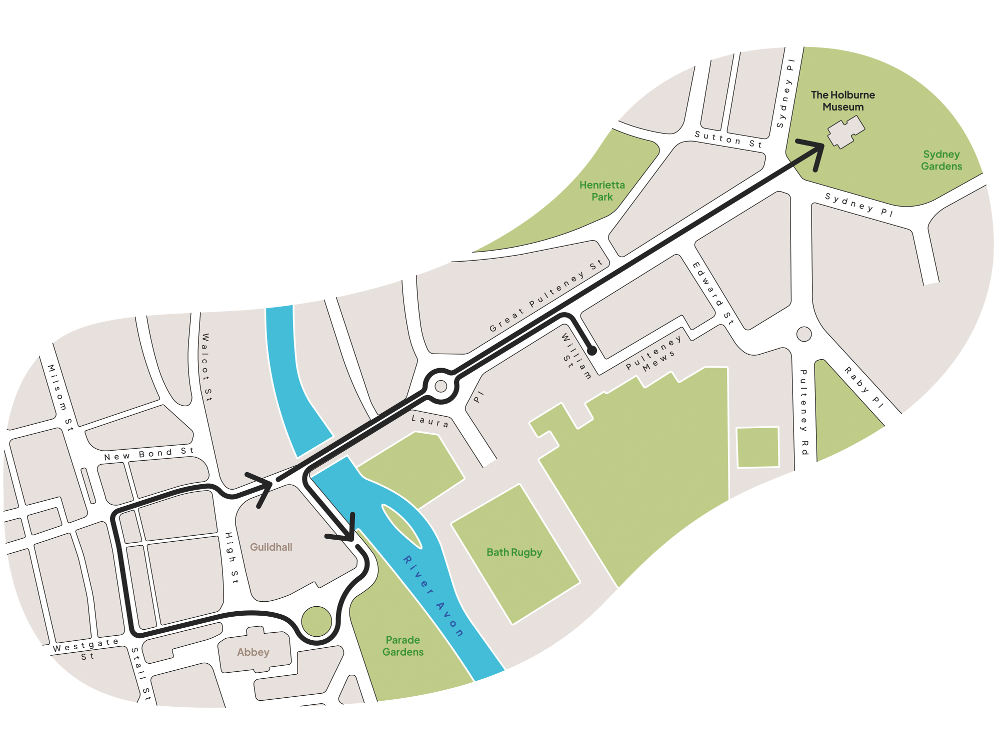 Sydney Pl
The Holburne
Museum
Sutton St
Sydney
Gardens
Henrietta
Park
Sydney Pl
Great Pulteney St
Edward St
William
St
Pulteney
Mews
Walcot St
Milsom St
Raby Pl
Pulteney Rd
Laura Pl
New Bond St
High St
Guildhall
Bath Rugby
River Avon
Parade
Gardens
Westgate
St
Abbey
Stall St